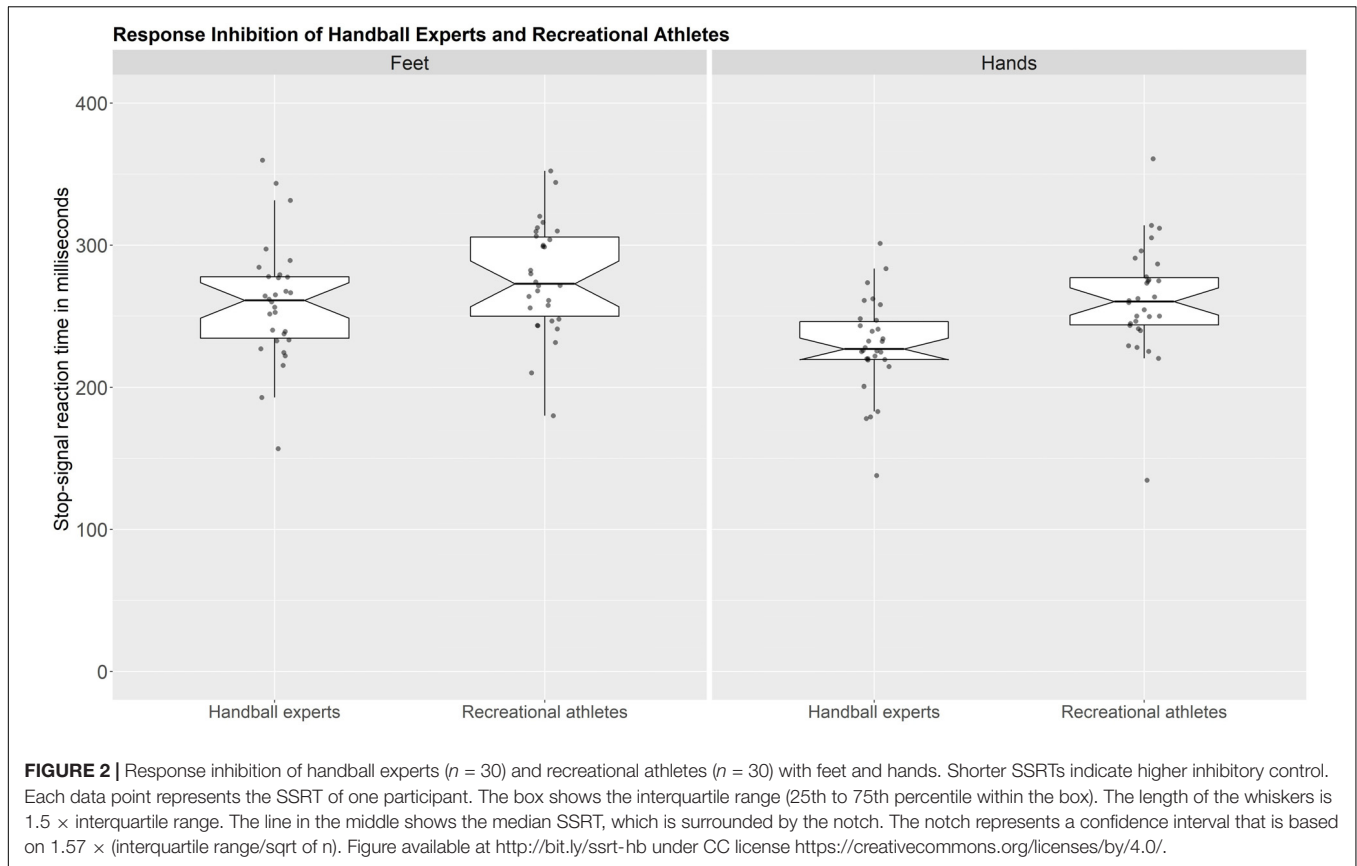 Response Inhibition of Handball Experts and Recreational Athletes
Feet
Hands
Stop-signal reaction time in milliseconds
400
300
200
100
0
Handball experts
Recreational athletes
Handball experts
Recreational athletes
FIGURE 2 | Response inhibition of handball experts (n = 30) and recreational athletes (n = 30) with feet and hands. Shorter SSRTs indicate higher inhibitory control.
Each data point represents the SSRT of one participant. The box shows the interquartile range (25th to 75th percentile within the box). The length of the whiskers is
1.5 × interquartile range. The line in the middle shows the median SSRT, which is surrounded by the notch. The notch represents a confidence interval that is based
on 1.57 × (interquartile range/sqrt of n). Figure available at http://bit.ly/ssrt-hb under CC license https://creativecommons.org/licenses/by/4.0/.